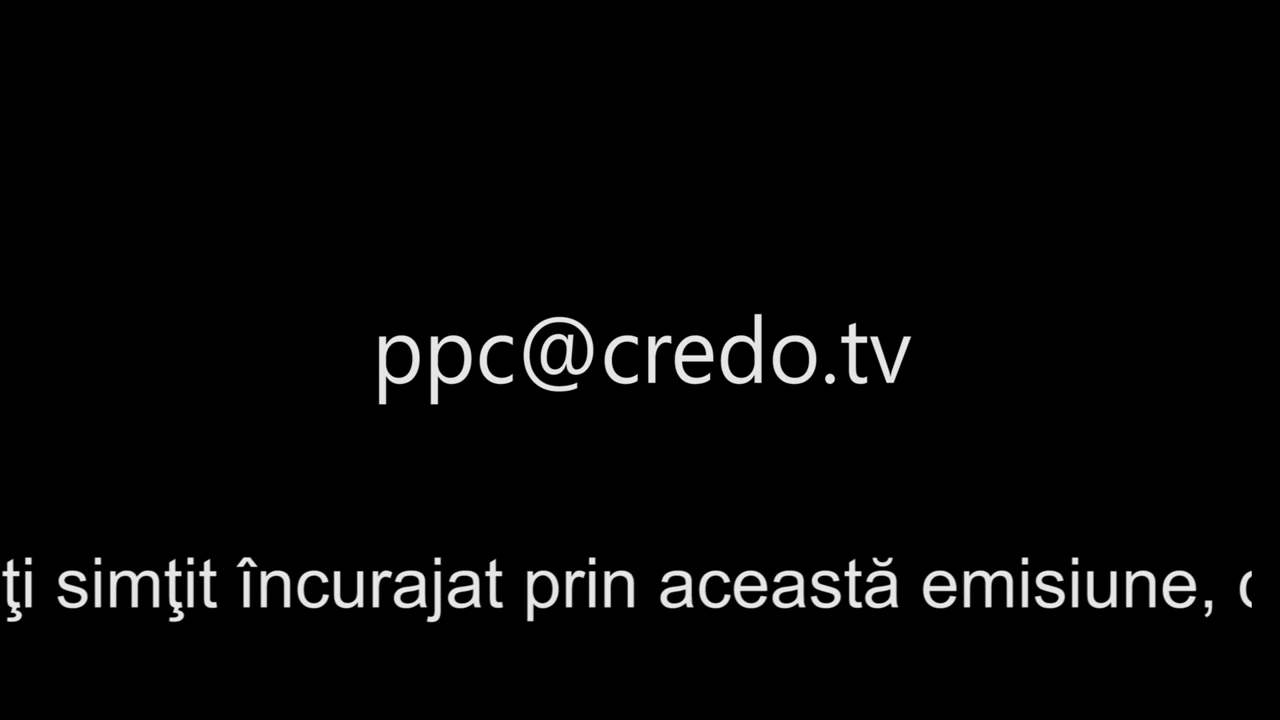 ppc@credo.tv
ţi simţit încurajat prin această emisiune,